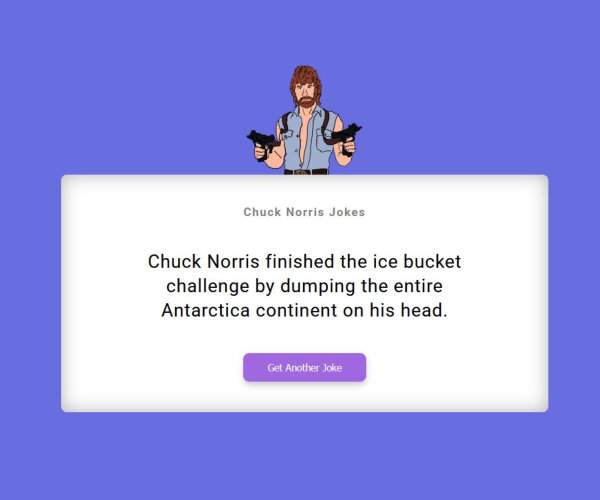 Chuck Norris Jokes
Chuck Norris finished the ice bucket
challenge by dumping the entire
Antarctica continent on his head.
Get Another Joke